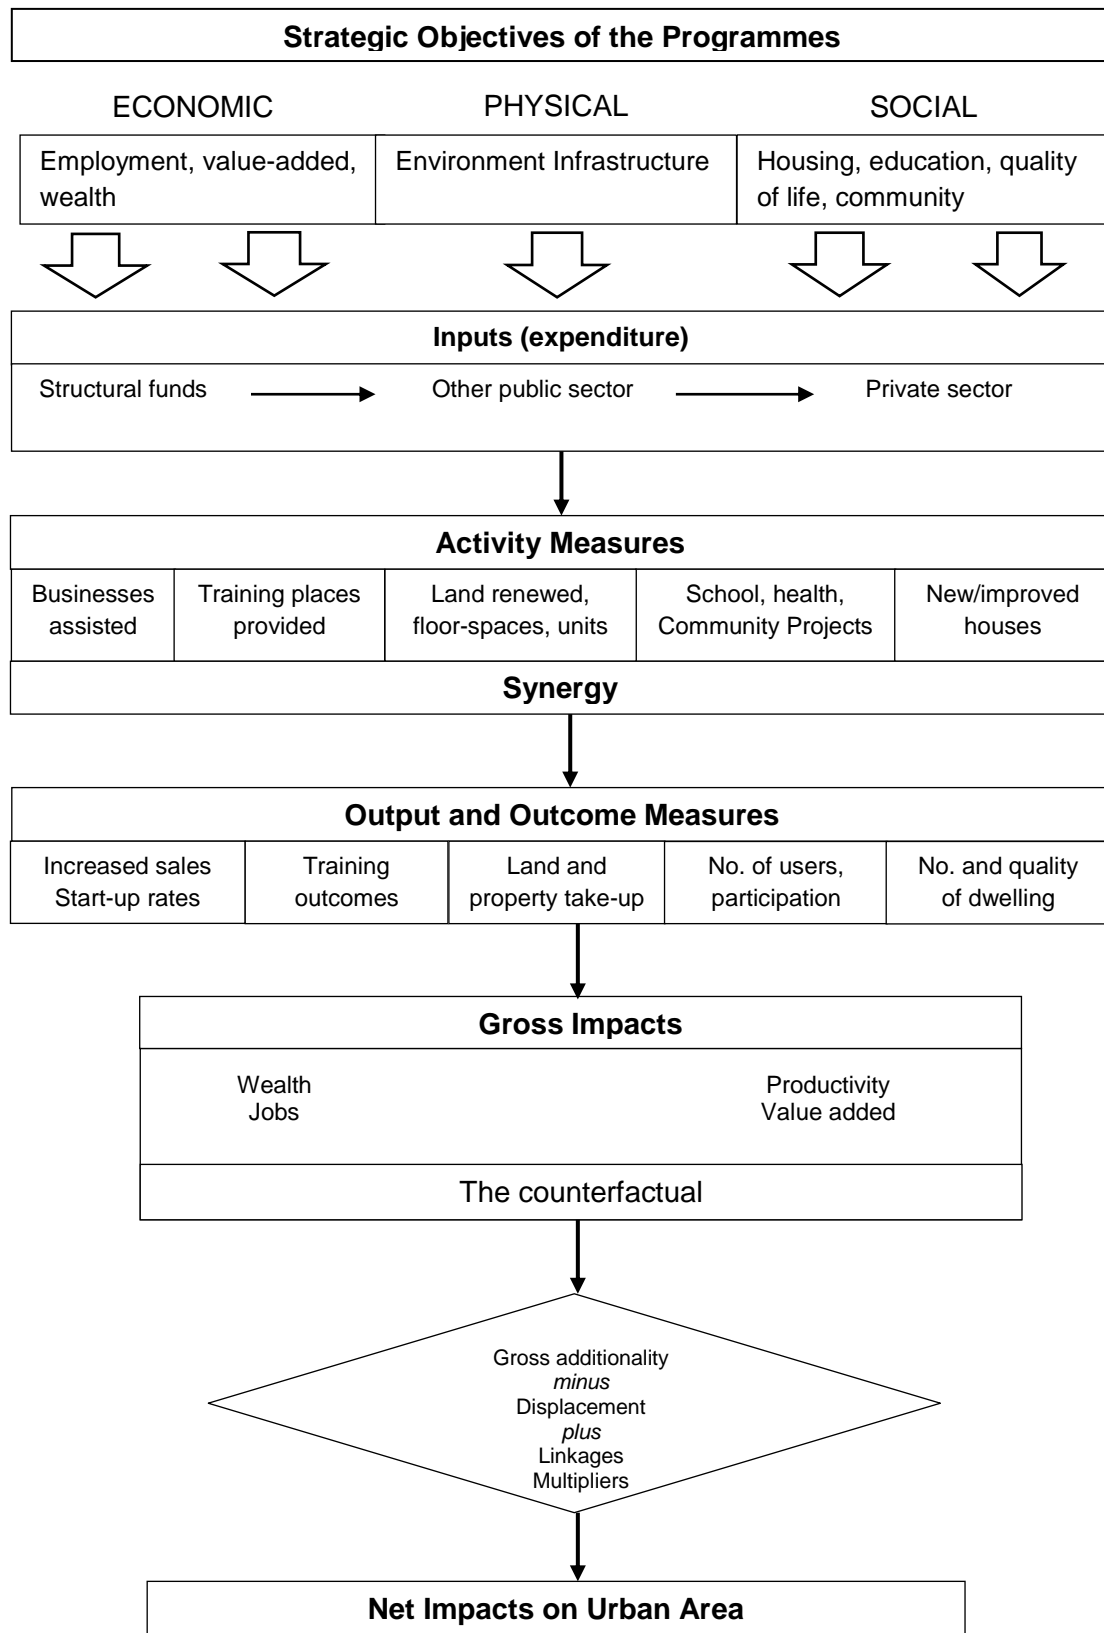 Strategic Objectives of the Programmes
ECONOMIC
PHYSICAL
SOCIAL
Employment, value-added,
wealth
Environment Infrastructure
Housing, education, quality
of life, community
Inputs (expenditure)
Structural funds
Other public sector
Private sector
Activity Measures
Businesses
assisted
Training places
provided
Land renewed,
floor-spaces, units
School, health,
Community Projects
New/improved
houses
Synergy
Output and Outcome Measures
Increased sales
Start-up rates
Training
outcomes
Land and
property take-up
No. of users,
participation
No. and quality
of dwelling
Gross Impacts
Wealth
Jobs
Productivity
Value added
The counterfactual
Gross additionality
minus
Displacement
plus
Linkages
Multipliers
Net Impacts on Urban Area